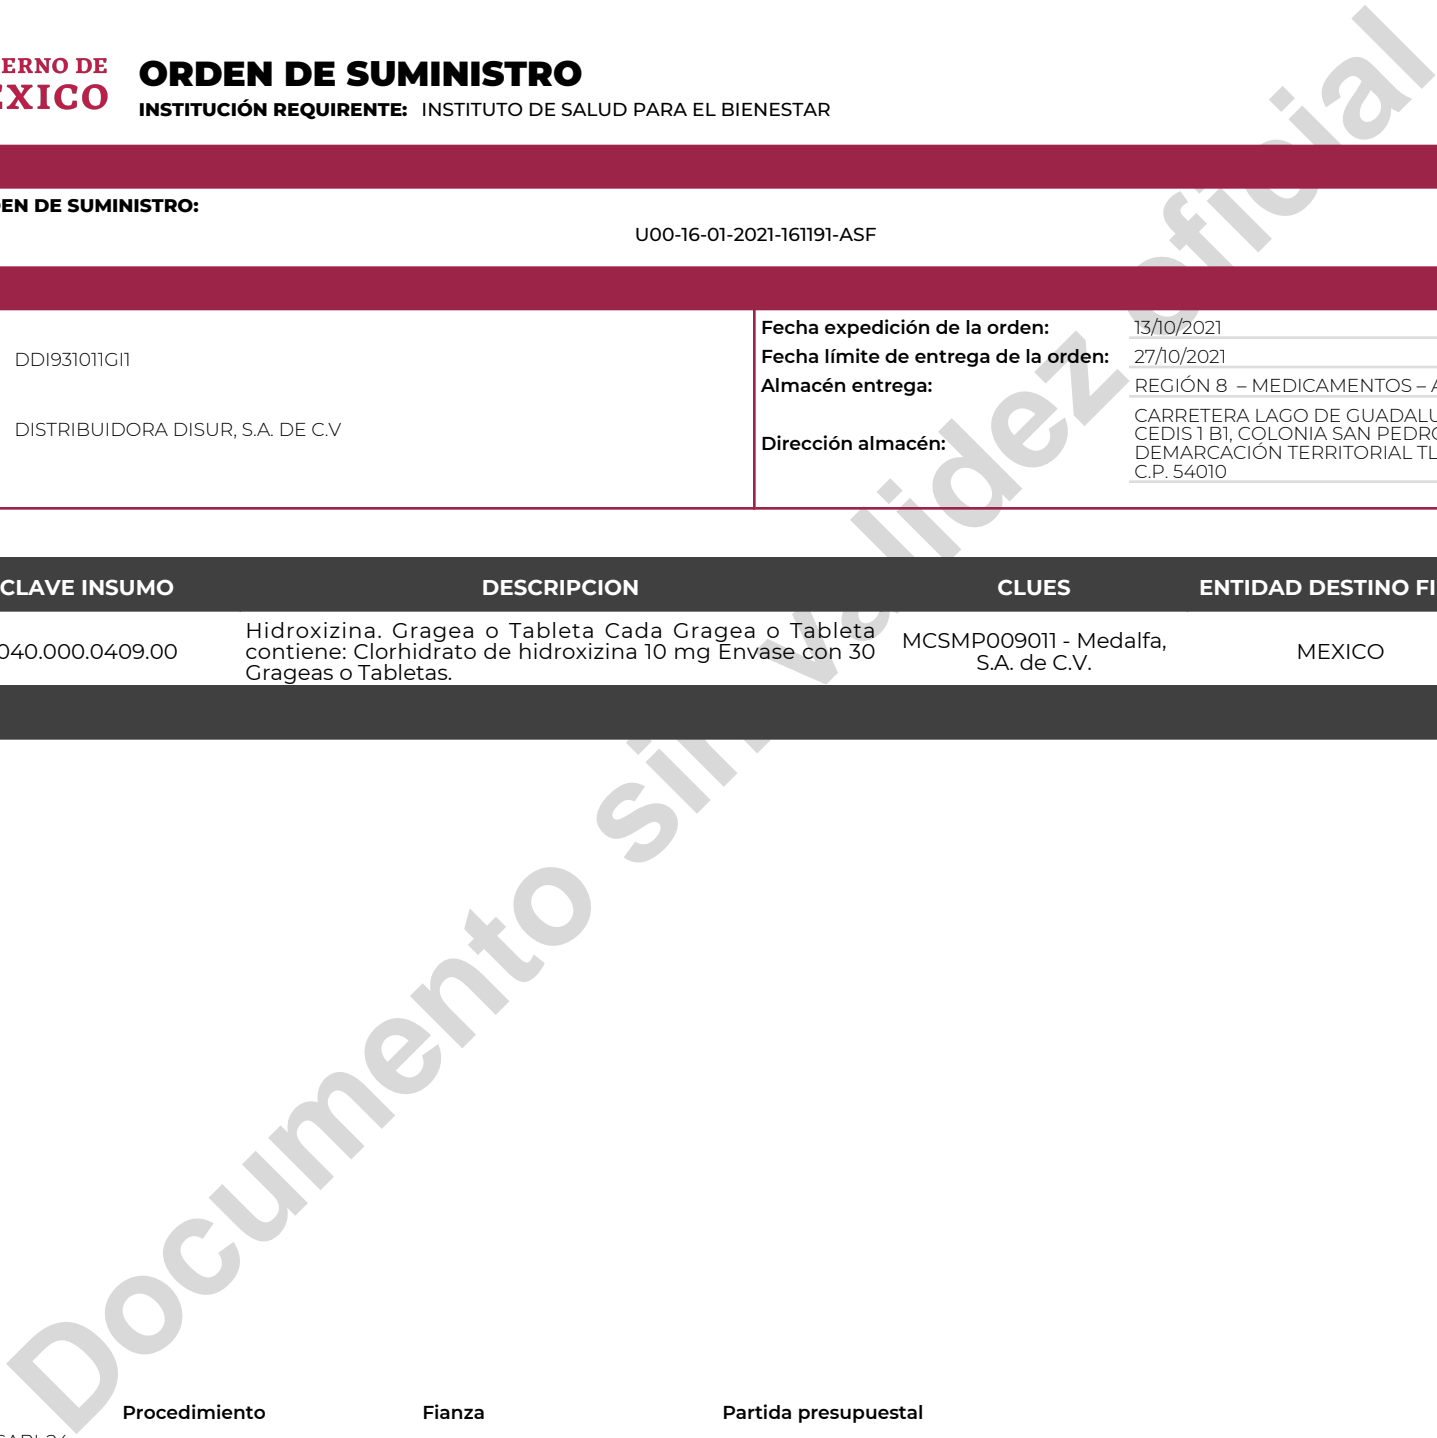 ERNO DE
EXICO
ORDEN DE SUMINISTRO
INSTITUCIÓN REQUIRENTE: INSTITUTO DE SALUD PARA EL BIENESTAR
EN DE SUMINISTRO:
U00-16-01-2021-161191-ASF
DDI931011GI1
DISTRIBUIDORA DISUR, S.A. DE C.V
Fecha expedición de la orden: 13/10/2021
Fecha límite de entrega de la orden: 27/10/2021
Almacén entrega: REGIÓN 8 – MEDICAMENTOS – A
Dirección almacén:
CARRETERA LAGO DE GUADALU
CEDIS 1 B1, COLONIA SAN PEDRO
DEMARCACIÓN TERRITORIAL TL
C.P. 54010
CLAVE INSUMO DESCRIPCION CLUES ENTIDAD DESTINO FI
040.000.0409.00
Hidroxizina. Gragea o Tableta Cada Gragea o Tableta
contiene: Clorhidrato de hidroxizina 10 mg Envase con 30
Grageas o Tabletas.
MCSMP009011 - Medalfa,
S.A. de C.V.
MEXICO
Documento sin validez oficial
Procedimiento Fianza Partida presupuestal